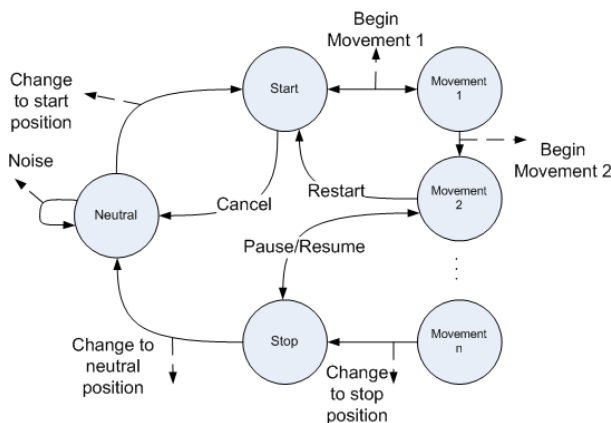 Begin
Movement 1
Change
to start
position
Start
Movement
1
Noise
Begin
Movement 2
Cancel
Restart
Movement
2
Neutral
Pause/Resume
. . . .
Change to
neutral
position
Stop
Change
to stop
position
Movement
n